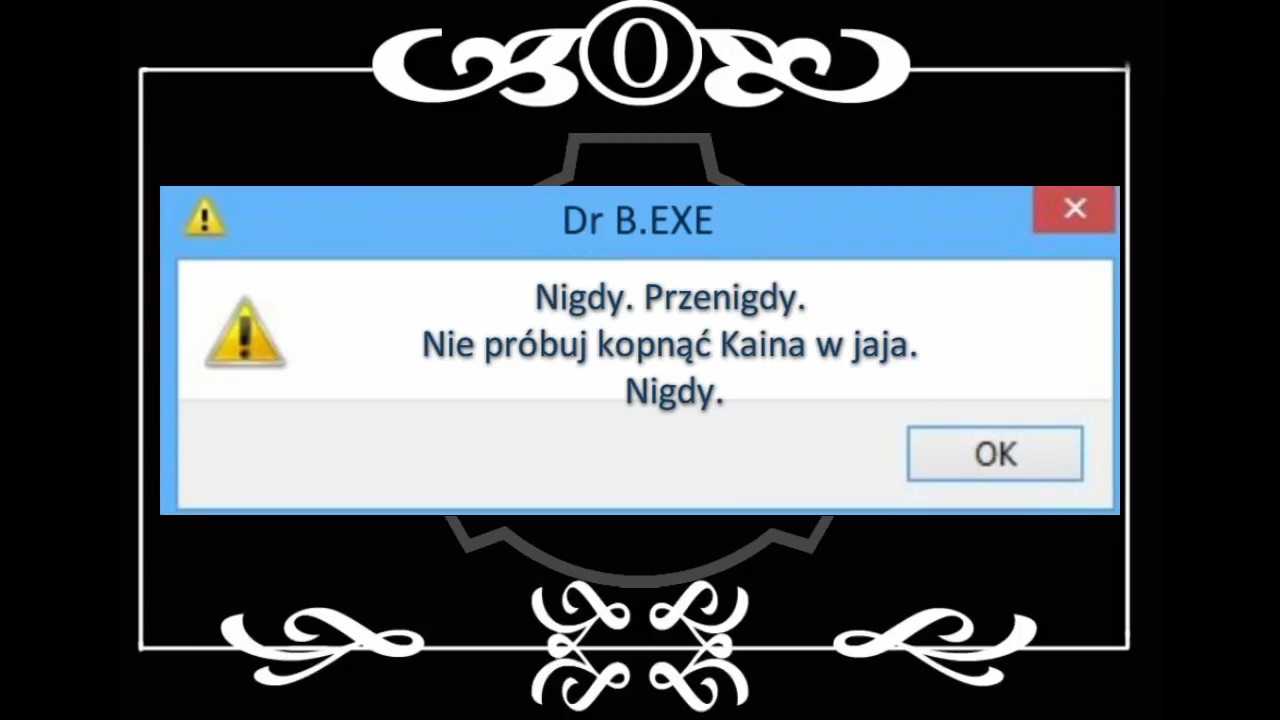 O
Dr B.EXE
Nigdy. Przenigdy.
Nie próbuj kopnąć Kaina w jaja.
Nigdy.
OK